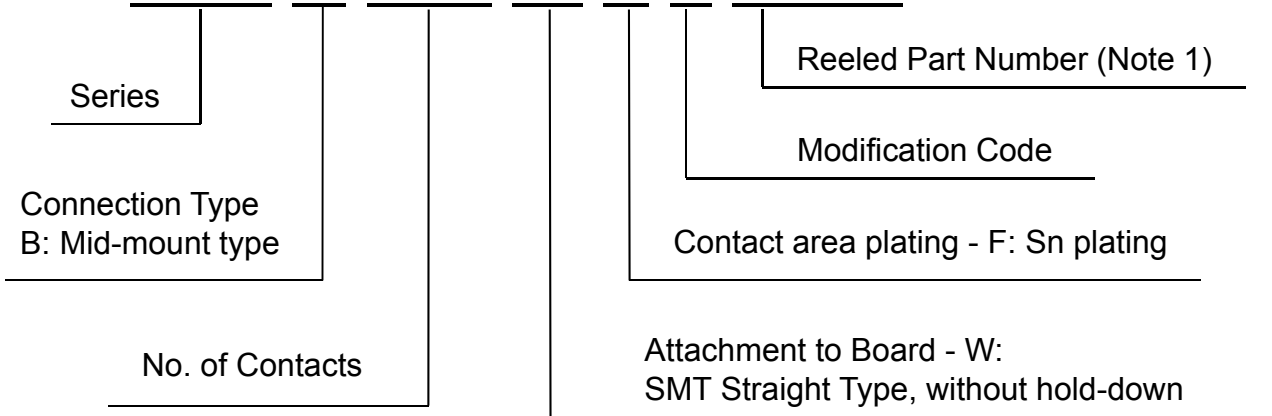 Reeled Part Number (Note 1)
Series
Modification Code
Connection Type
B: Mid-mount type
Contact area plating - F: Sn plating
No. of Contacts
Attachment to Board - W:
SMT Straight Type, without hold-down